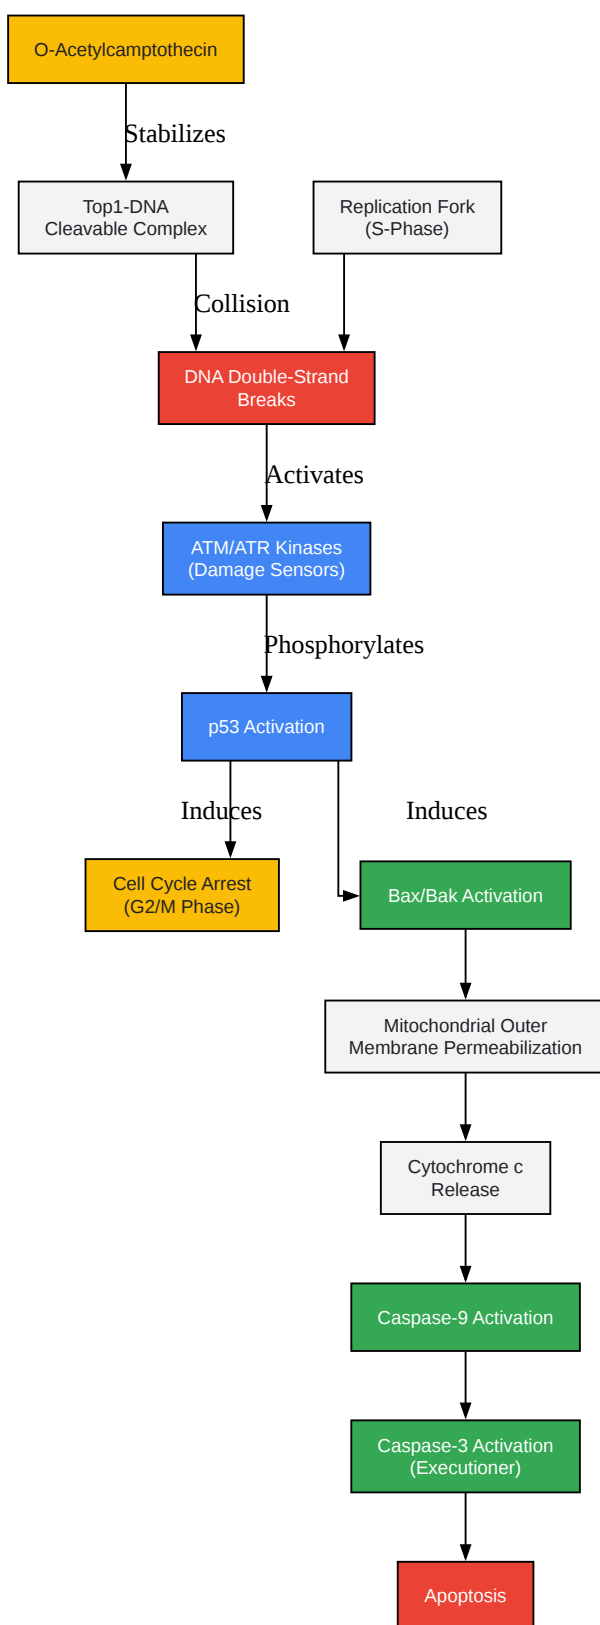 O-Acetylcamptothecin
Stabilizes
Top1-DNA
Cleavable Complex
Replication Fork
(S-Phase)
Collision
DNA Double-Strand
Breaks
Activates
ATM/ATR Kinases
(Damage Sensors)
Phosphorylates
p53 Activation
Induces
Induces
Cell Cycle Arrest
(G2/M Phase)
Bax/Bak Activation
Mitochondrial Outer
Membrane Permeabilization
Cytochrome c
Release
Caspase-9 Activation
Caspase-3 Activation
(Executioner)
Apoptosis